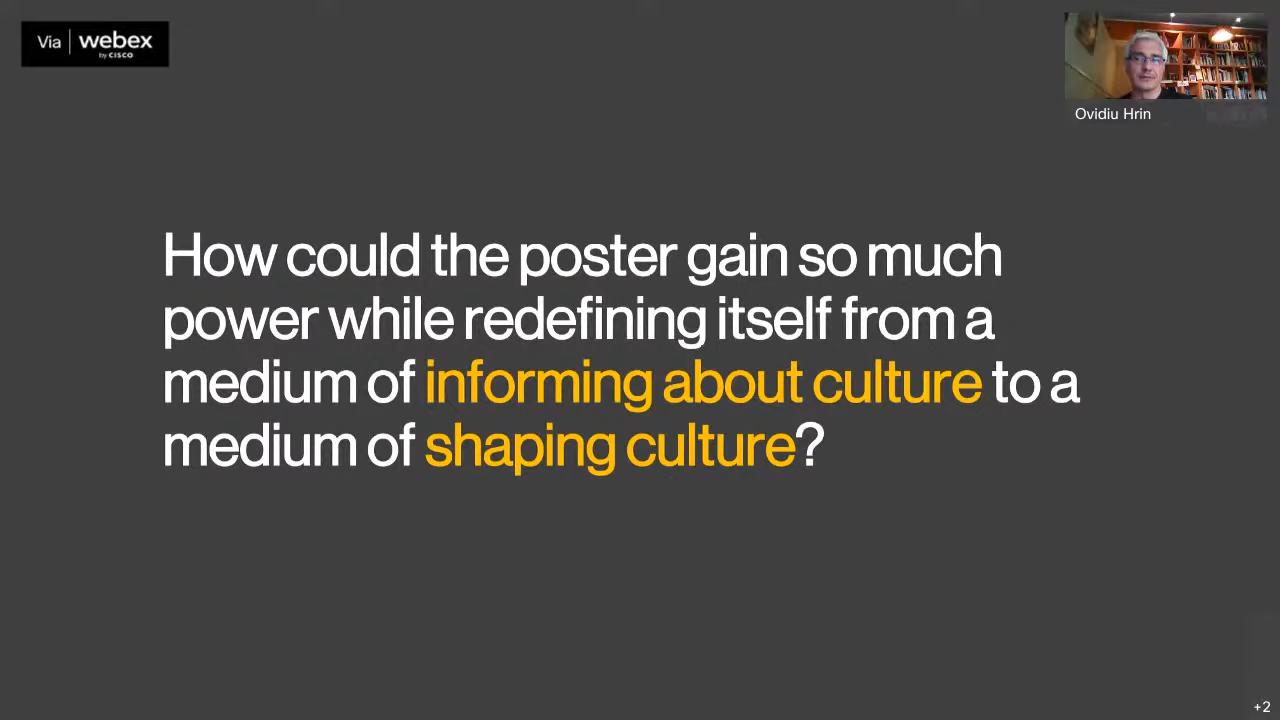 Via webex
by CISCO
Ovidiu Hrin
How could the poster gain so much
power while redefining itself from a
medium of informing about culture to a
medium of shaping culture?
+2